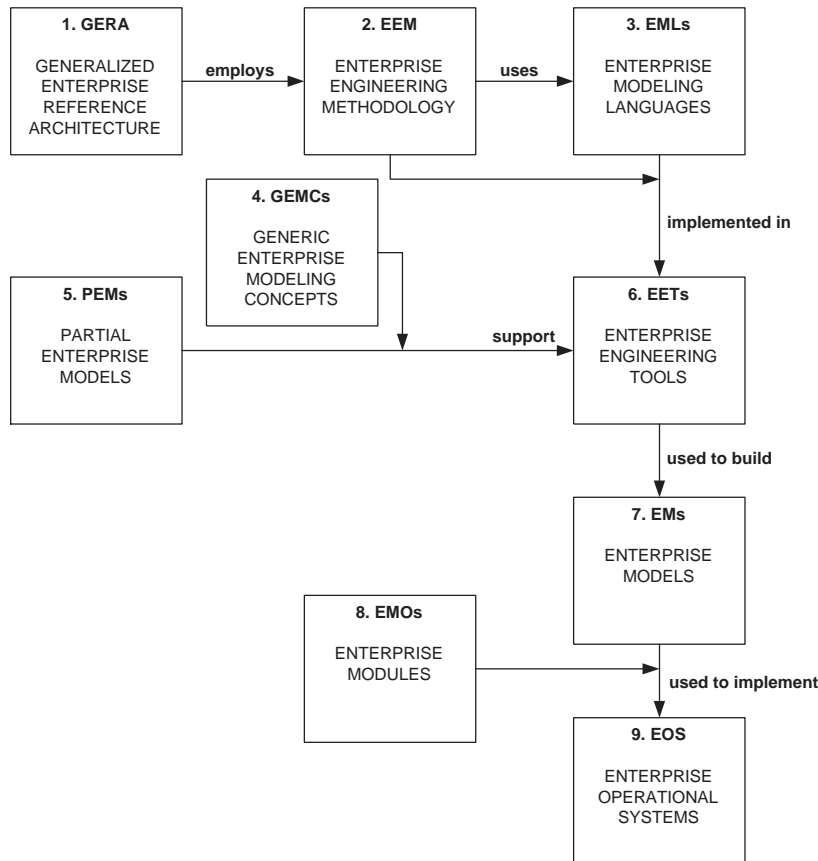 1. GERA
GENERALIZED
ENTERPRISE
REFERENCE
ARCHITECTURE
employs
2. EEM
ENTERPRISE
ENGINEERING
METHODOLOGY
uses
3. EMLs
ENTERPRISE
MODELING
LANGUAGES
4. GEMCs
GENERIC
ENTERPRISE
MODELING
CONCEPTS
implemented in
5. PEMs
PARTIAL
ENTERPRISE
MODELS
support
6. EETs
ENTERPRISE
ENGINEERING
TOOLS
used to build
7. EMs
ENTERPRISE
MODELS
8. EMOs
ENTERPRISE
MODULES
used to implement
9. EOS
ENTERPRISE
OPERATIONAL
SYSTEMS